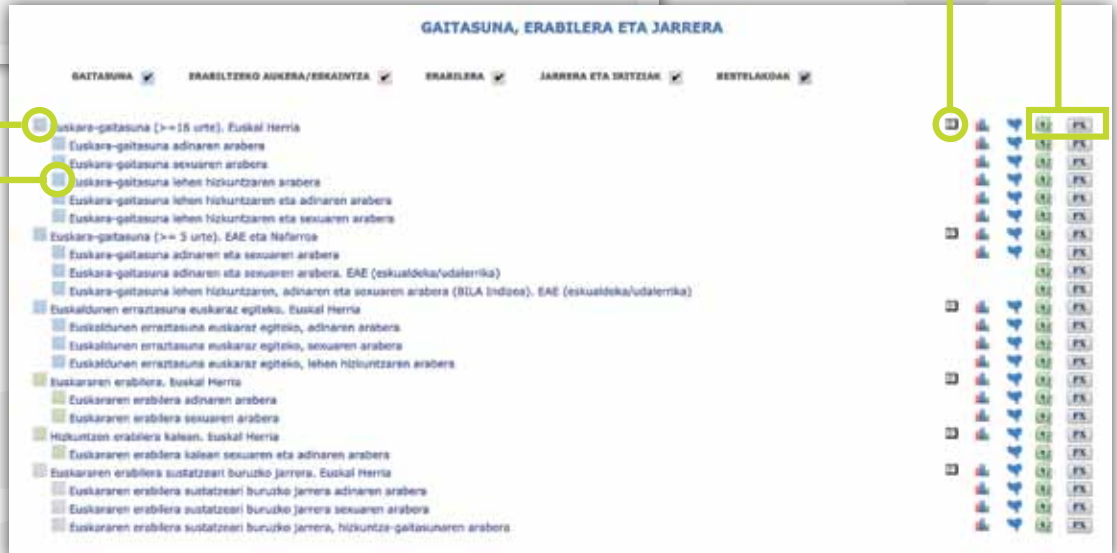 GAITASUNA, ERABILERA ETA JARRERA
GAITASUNA ERABILTZEKO AUKERA/ESKAINTZA ERABILERA JARRERA ETA IRITZIAK BESTELAKOAK
Euskara-gaitasuna (>=16 urte). Euskal Herria
Euskara-gaitasuna adinaren arabera
Euskara-gaitasuna sexuaren arabera
Euskara-gaitasuna lehen hizkuntzaren arabera
Euskara-gaitasuna lehen hizkuntzaren eta adinaren arabera
Euskara-gaitasuna lehen hizkuntzaren eta sexuaren arabera
Euskara-gaitasuna (>= 5 urte). EAE eta Nafarroa
Euskara-gaitasuna adinaren eta sexuaren arabera
Euskara-gaitasuna adinaren eta sexuaren arabera. EAE (eskualdeka/udalerrika)
Euskara-gaitasuna lehen hizkuntzaren, adinaren eta sexuaren arabera (BILA Indizea). EAE (eskualdeka/udalerrika)
Euskaldunen erraztasuna euskaraz egiteko. Euskal Herria
Euskaldunen erraztasuna euskaraz egiteko, adinaren arabera
Euskaldunen erraztasuna euskaraz egiteko, sexuaren arabera
Euskaldunen erraztasuna euskaraz egiteko, lehen hizkuntzaren arabera
Euskararen erabilera. Euskal Herria
Euskararen erabilera adinaren arabera
Euskararen erabilera sexuaren arabera
Hizkuntzen erabilera kalean. Euskal Herria
Euskararen erabilera kalean sexuaren eta adinaren arabera
Euskararen erabilera sustatzeari buruzko jarrera. Euskal Herria
Euskararen erabilera sustatzeari buruzko jarrera adinaren arabera
Euskararen erabilera sustatzeari buruzko jarrera sexuaren arabera
Euskararen erabilera sustatzeari buruzko jarrera, hizkuntza-gaitasunaren arabera